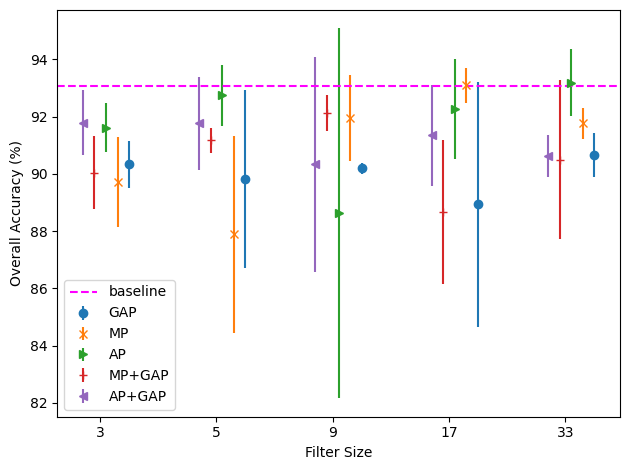 Overall Accuracy (%)
94
92
90
88
86
84
82
baseline
GAP
MP
AP
MP+GAP
AP+GAP
3 5 9 17 33
Filter Size